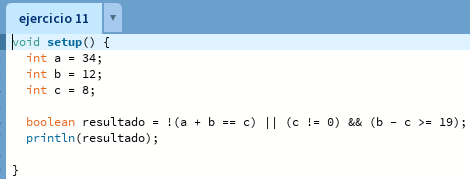 ejercicio 11
void setup() {
  int a = 34;
  int b = 12;
  int c = 8;
  boolean resultado = !(a + b == c) || (c != 0) && (b - c >= 19);
  println(resultado);
}